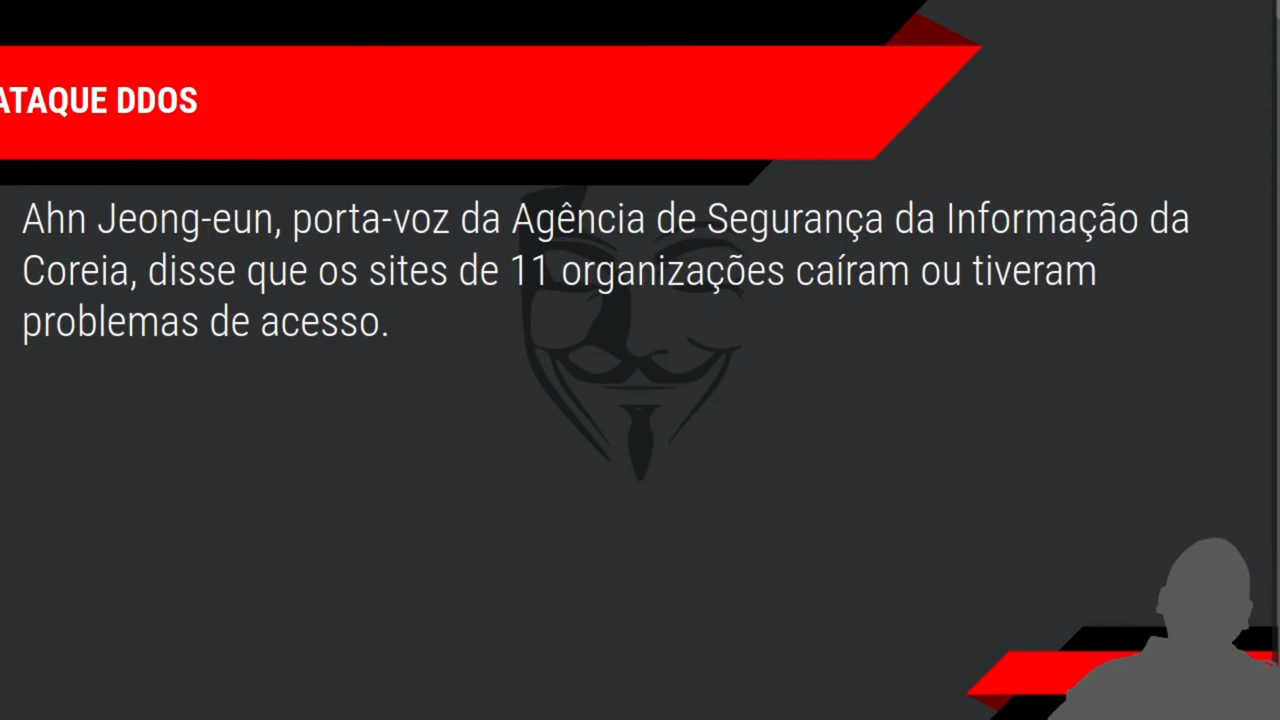 ATAQUE DDOS
Ahn Jeong-eun, porta-voz da Agência de Segurança da Informação da
Coreia, disse que os sites de 11 organizações caíram ou tiveram
problemas de acesso.